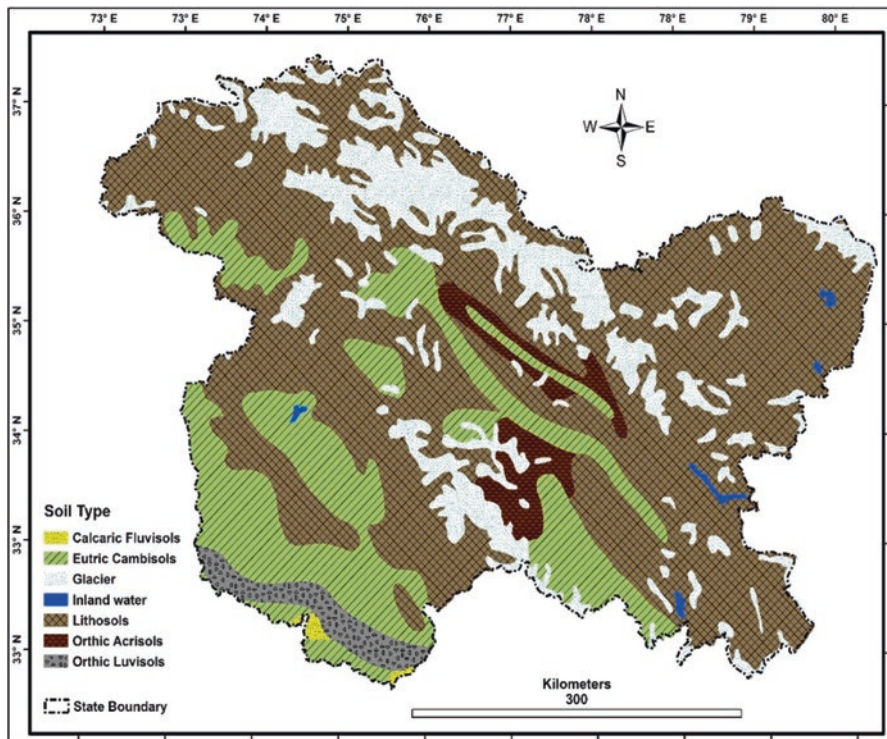 73° E 73° E 74° E 75° E 76° E 77° E 77° E 78° E 79° E 80° E
N
W E
S
37° N
36° N
35° N
34° N
33° N
33° N
Soil Type
Calcaric Fluvisols
Eutric Cambisols
Glacier
Inland water
Lithosols
Orthic Acrisols
Orthic Luvisols
State Boundary
Kilometers
300